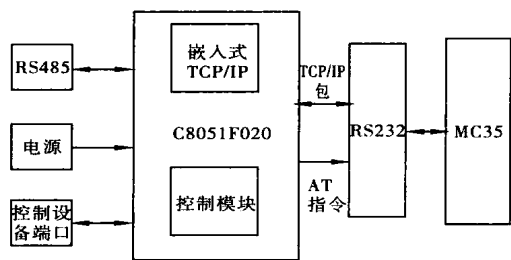 RS485
电源
控制设
备端口
嵌入式
TCP/IP
C8051F020
控制模块
TCP/IP
包
AT
指令
RS232
MC35